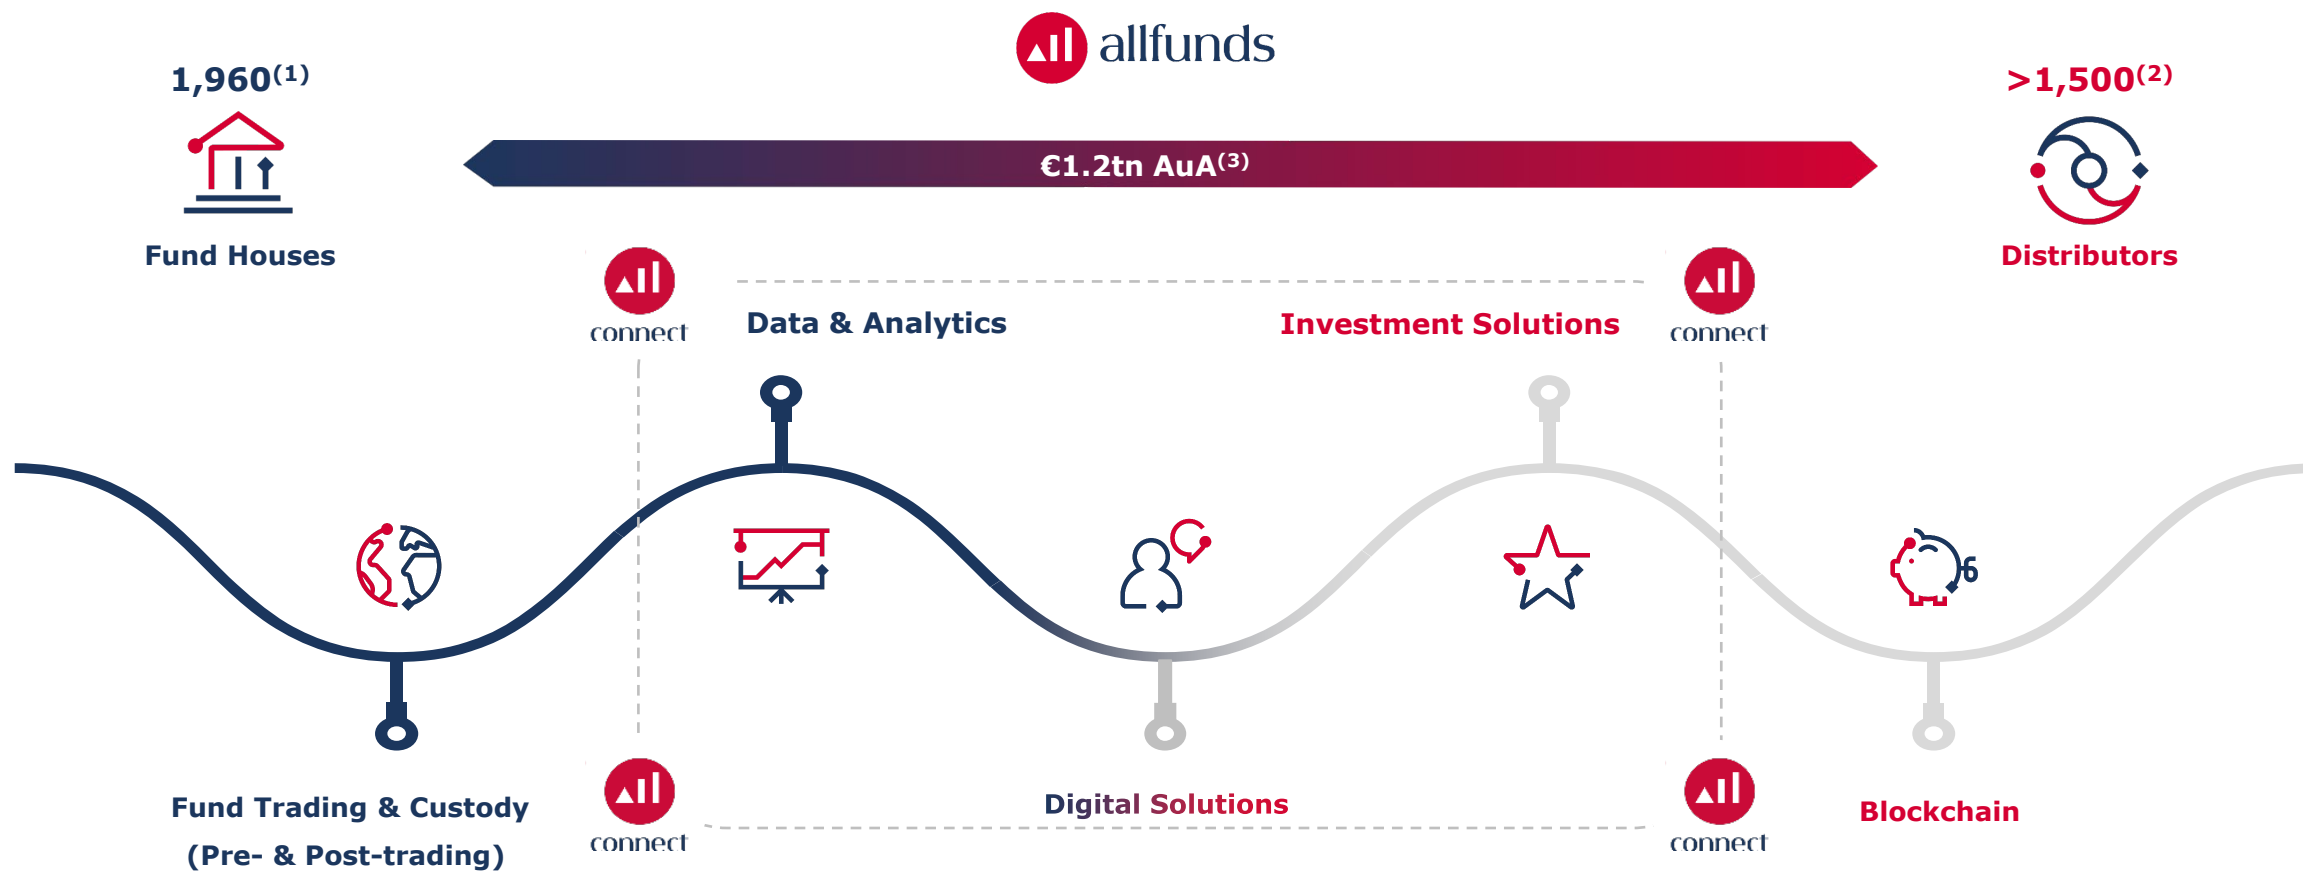 allfunds
1,960(1)
>1,500(2)
€1.2tn AuA(3)
Fund Houses
Distributors
connect
connect
Data & Analytics
Investment Solutions
Fund Trading & Custody
(Pre- & Post-trading)
Digital Solutions
Blockchain
connect
connect